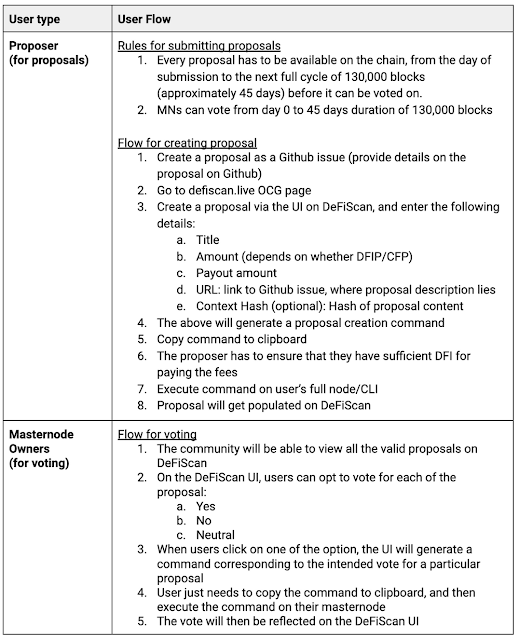 User type
User Flow
Proposer
(for proposals)
Rules for submitting proposals
1. Every proposal has to be available on the chain, from the day of
submission to the next full cycle of 130,000 blocks
(approximately 45 days) before it can be voted on.
2. MNs can vote from day 0 to 45 days duration of 130,000 blocks
Flow for creating proposal
1. Create a proposal as a Github issue (provide details on the
proposal on Github)
2. Go to defiscan.live OCG page
3. Create a proposal via the UI on DeFiScan, and enter the following
details:
a. Title
b. Amount (depends on whether DFIP/CFP)
c. Payout amount
d. URL: link to Github issue, where proposal description lies
e. Context Hash (optional): Hash of proposal content
4. The above will generate a proposal creation command
5. Copy command to clipboard
6. The proposer has to ensure that they have sufficient DFI for
paying the fees
7. Execute command on user's full node/CLI
8. Proposal will get populated on DeFiScan
Masternode
Owners
(for voting)
Flow for voting
1. The community will be able to view all the valid proposals on
DeFiScan
2. On the DeFiScan UI, users can opt to vote for each of the
proposal:
a. Yes
b. No
c. Neutral
3. When users click on one of the option, the UI will generate a
command corresponding to the intended vote for a particular
proposal
4. User just needs to copy the command to clipboard, and then
execute the command on their masternode
5. The vote will then be reflected on the DeFiScan UI